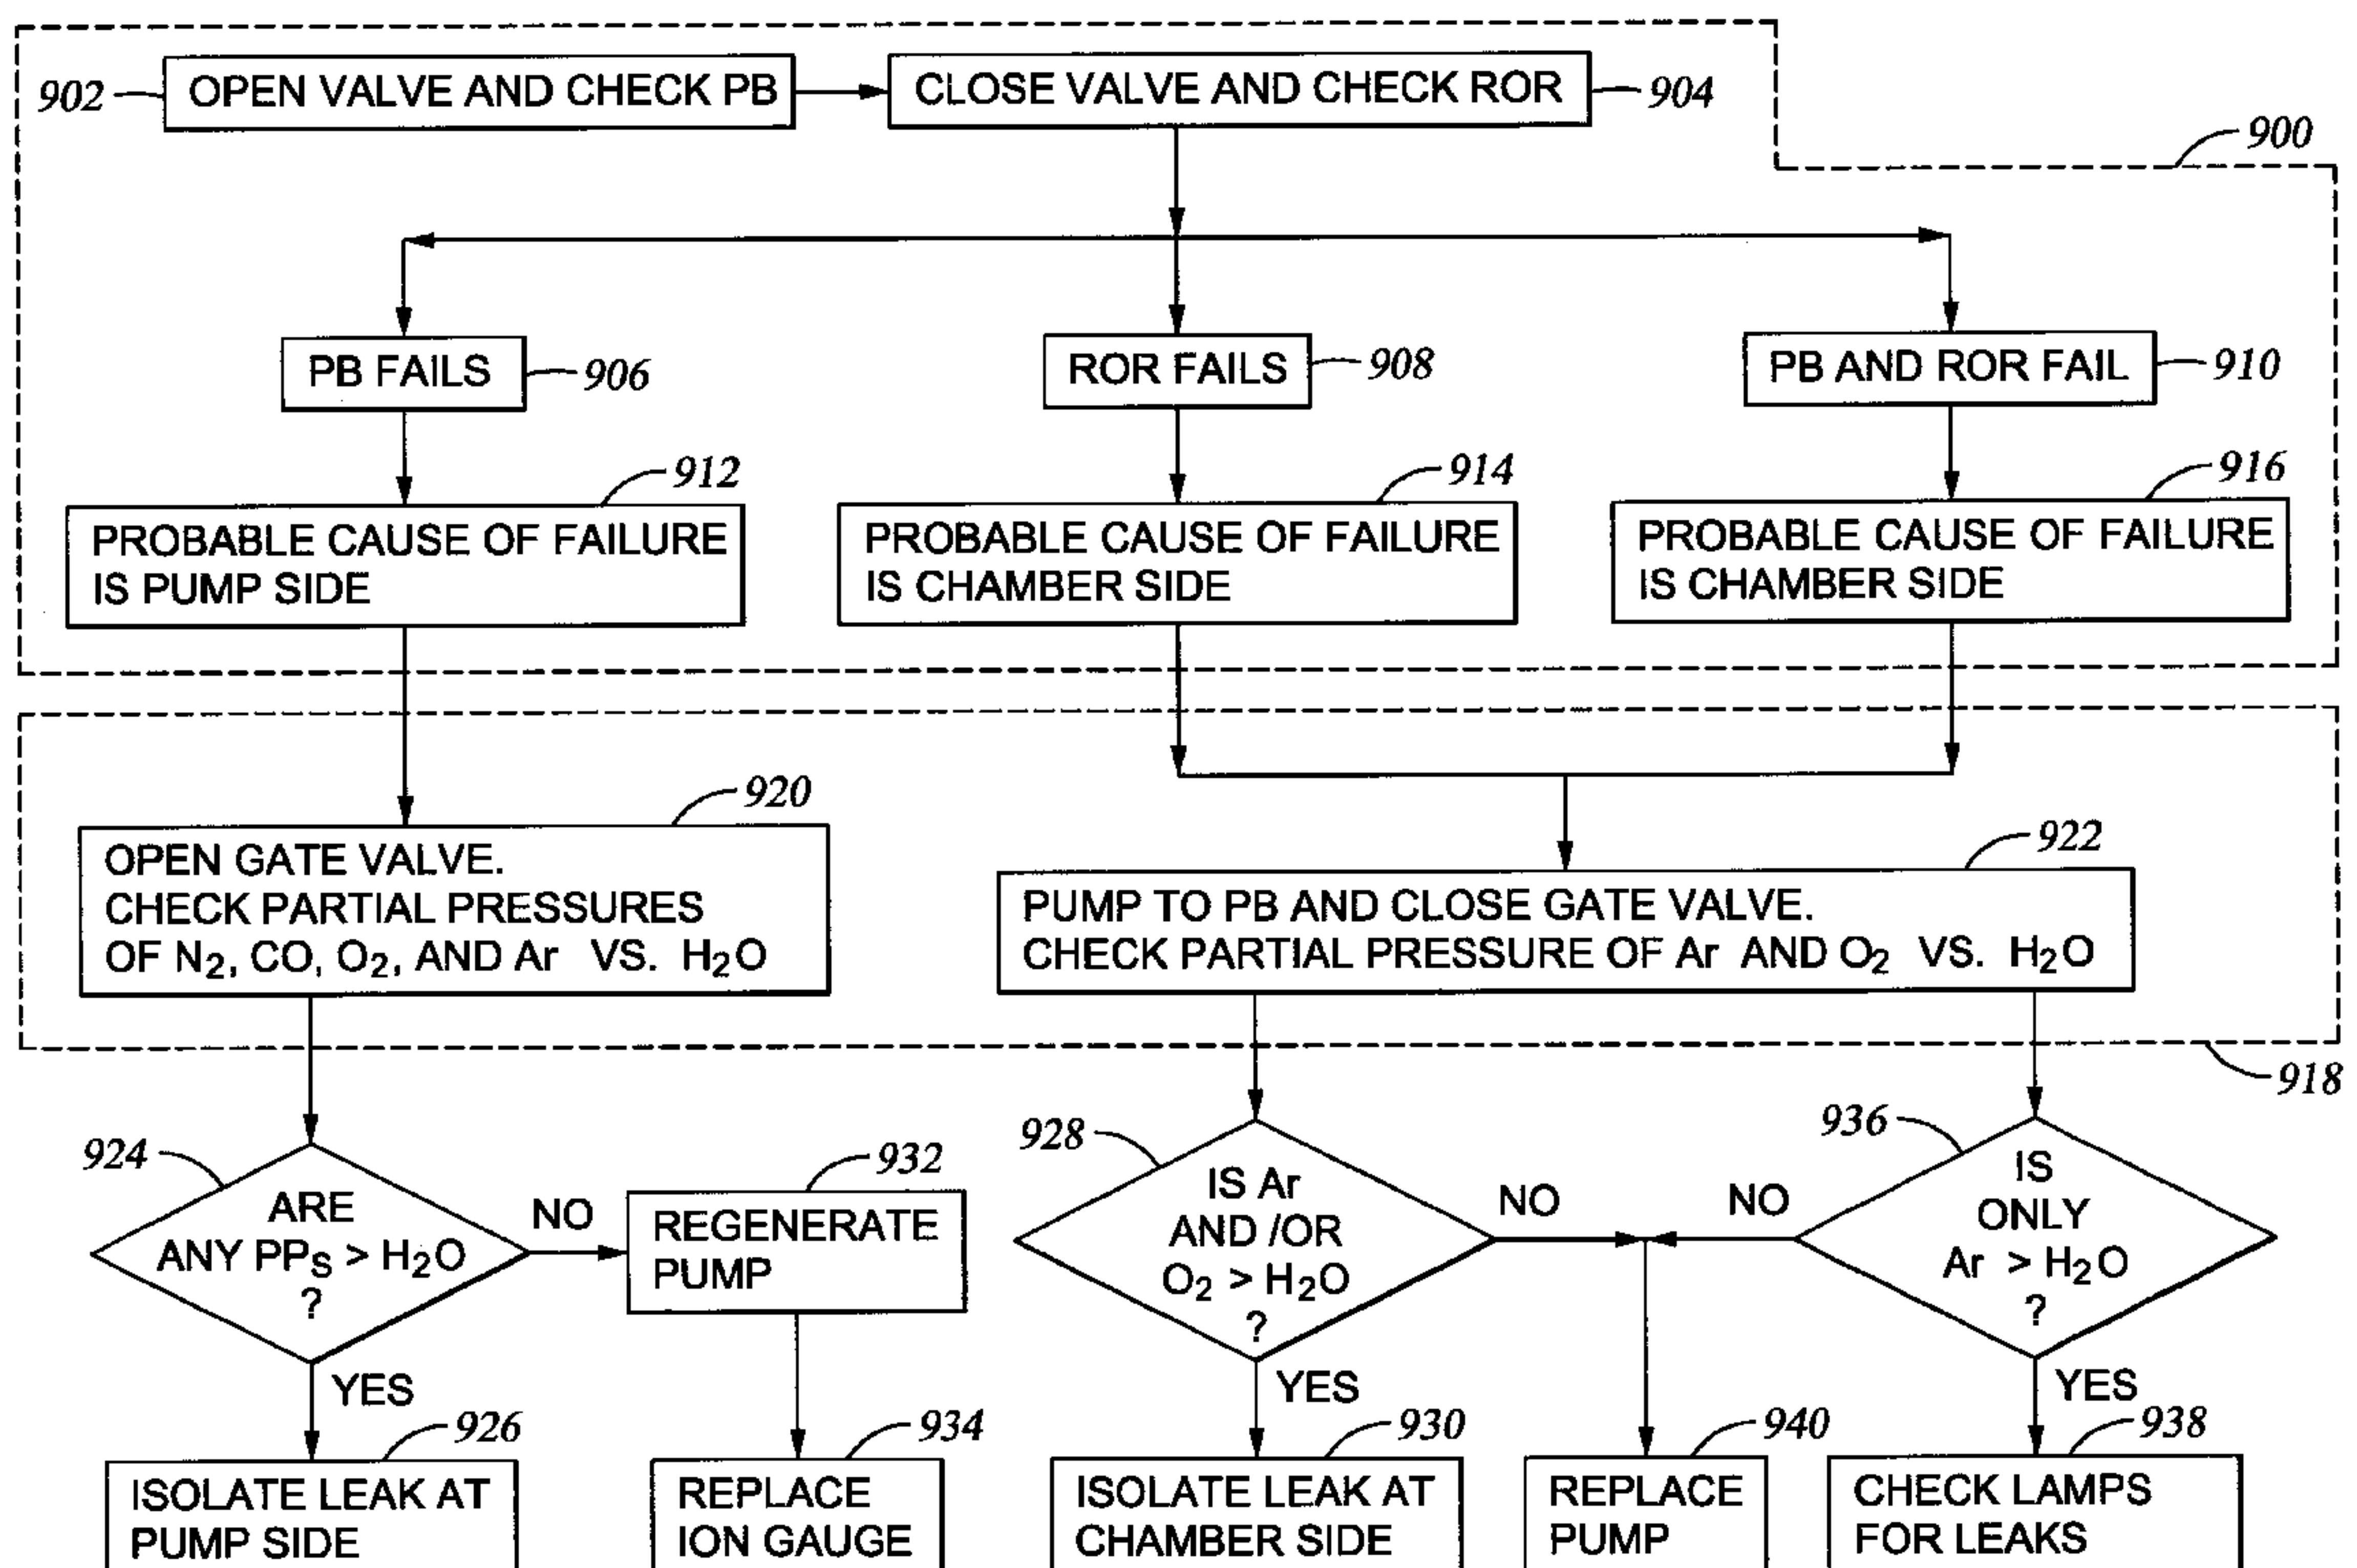 902
OPEN VALVE AND CHECK PB
CLOSE VALVE AND CHECK ROR
904
900
PB FAILS
906
ROR FAILS
908
PB AND ROR FAIL
910
912
PROBABLE CAUSE OF FAILURE
IS PUMP SIDE
914
PROBABLE CAUSE OF FAILURE
IS CHAMBER SIDE
916
PROBABLE CAUSE OF FAILURE
IS CHAMBER SIDE
920
OPEN GATE VALVE.
CHECK PARTIAL PRESSURES
OF N₂, CO, O₂, AND Ar VS. H₂O
922
PUMP TO PB AND CLOSE GATE VALVE.
CHECK PARTIAL PRESSURE OF Ar AND O₂ VS. H₂O
918
924
ARE
ANY PPS > H₂O
?
NO
YES
932
REGENERATE
PUMP
928
IS Ar
AND /OR
O₂ > H₂O
?
NO
YES
936
IS
ONLY
Ar > H₂O
?
NO
YES
926
ISOLATE LEAK AT
PUMP SIDE
934
REPLACE
ION GAUGE
930
ISOLATE LEAK AT
CHAMBER SIDE
940
REPLACE
PUMP
938
CHECK LAMPS
FOR LEAKS